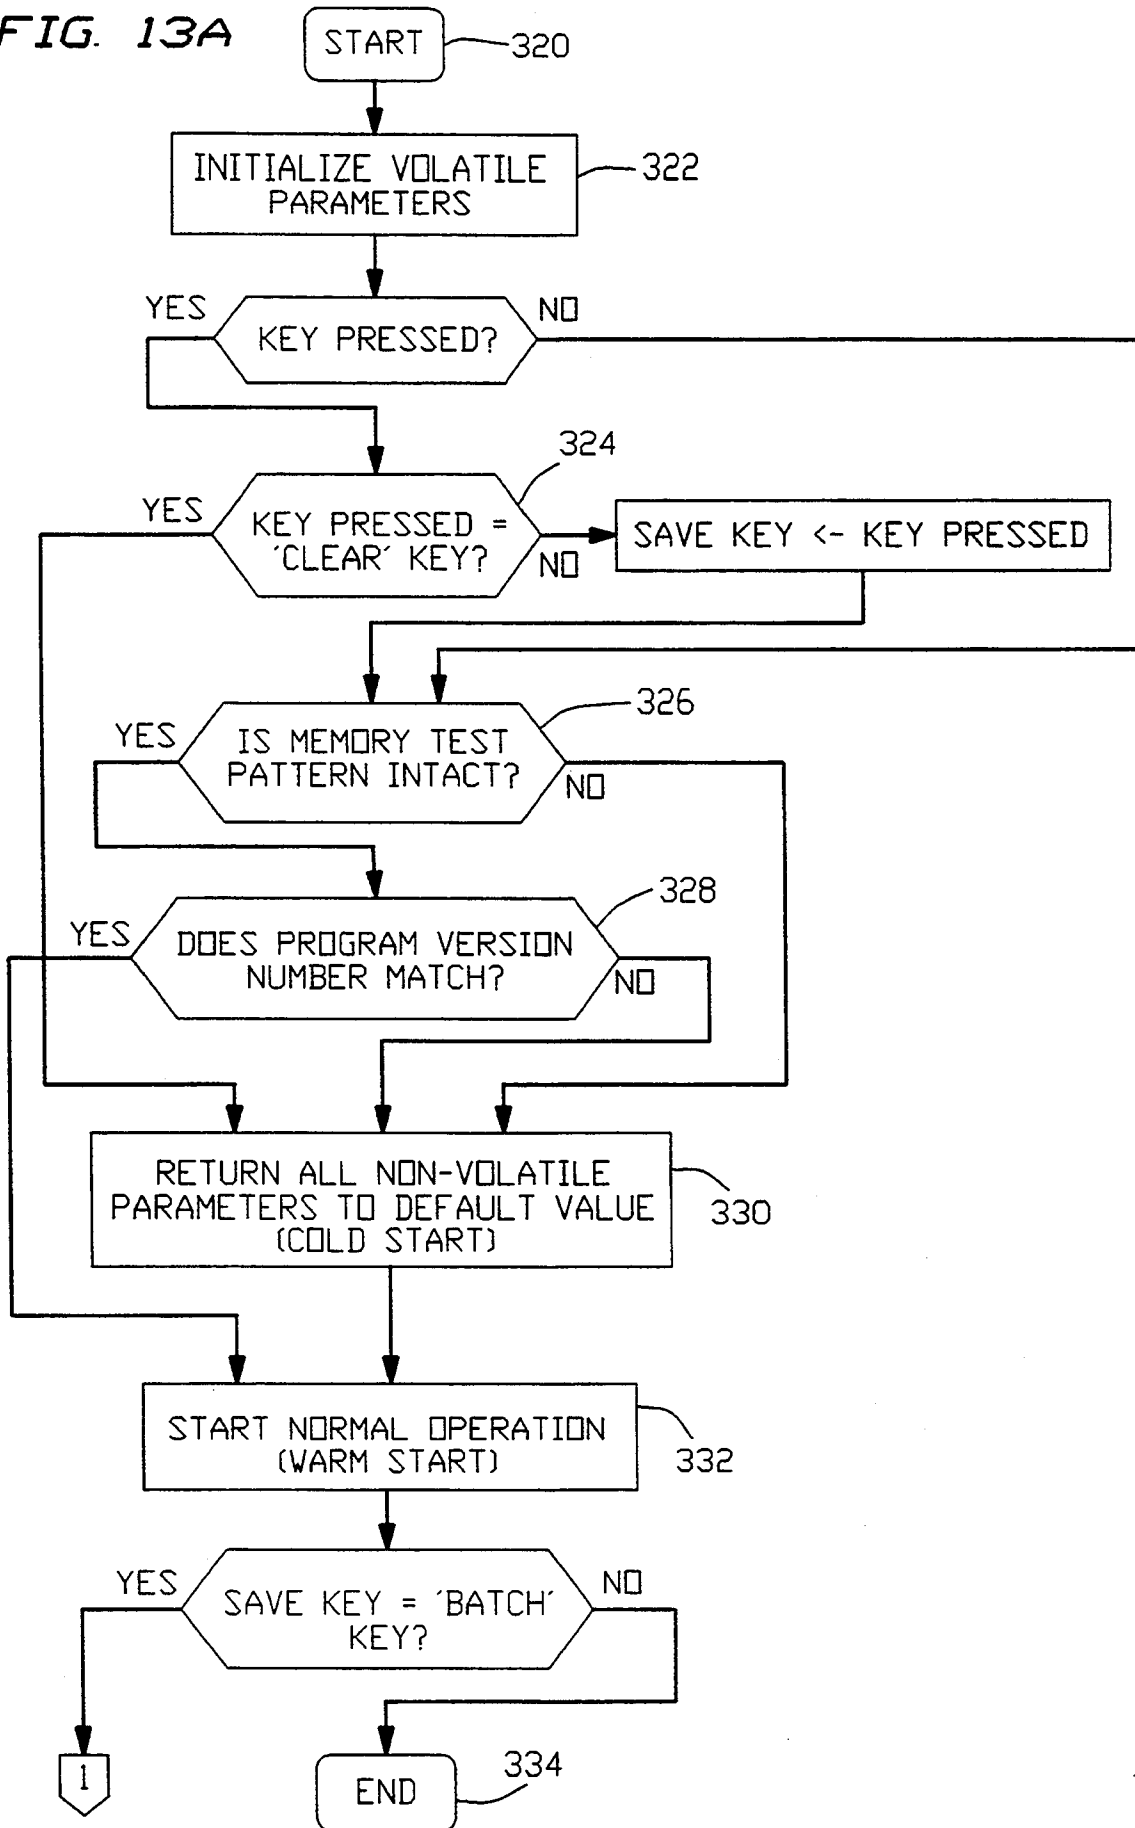 FIG. 13A
START
320
INITIALIZE VOLATILE
PARAMETERS
322
YES
NO
KEY PRESSED?
324
YES
KEY PRESSED =
'CLEAR' KEY?
NO
SAVE KEY <- KEY PRESSED
326
YES
IS MEMORY TEST
PATTERN INTACT?
NO
328
YES
DOES PROGRAM VERSION
NUMBER MATCH?
NO
RETURN ALL NON-VOLATILE
PARAMETERS TO DEFAULT VALUE
(COLD START)
330
START NORMAL OPERATION
(WARM START)
332
YES
NO
SAVE KEY = 'BATCH'
KEY?
1
END
334